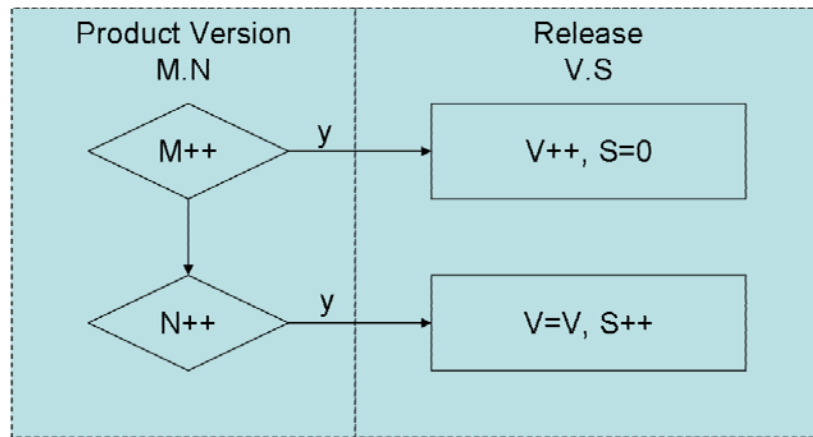 Product Version
M.N
Release
V.S
M++
y
V++, S=0
N++
y
V=V, S++